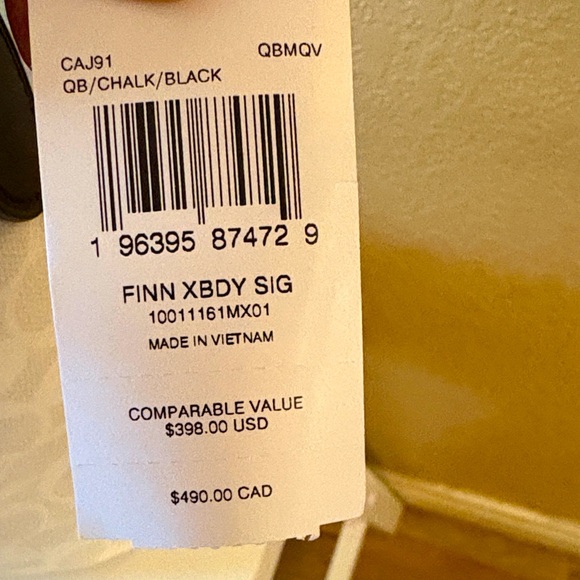 CAJ91 QBMQV
QB/CHALK/BLACK
1 96395 87472 9
FINN XBDY SIG
10011161MX01
MADE IN VIETNAM
COMPARABLE VALUE
$398.00 USD
$490.00 CAD